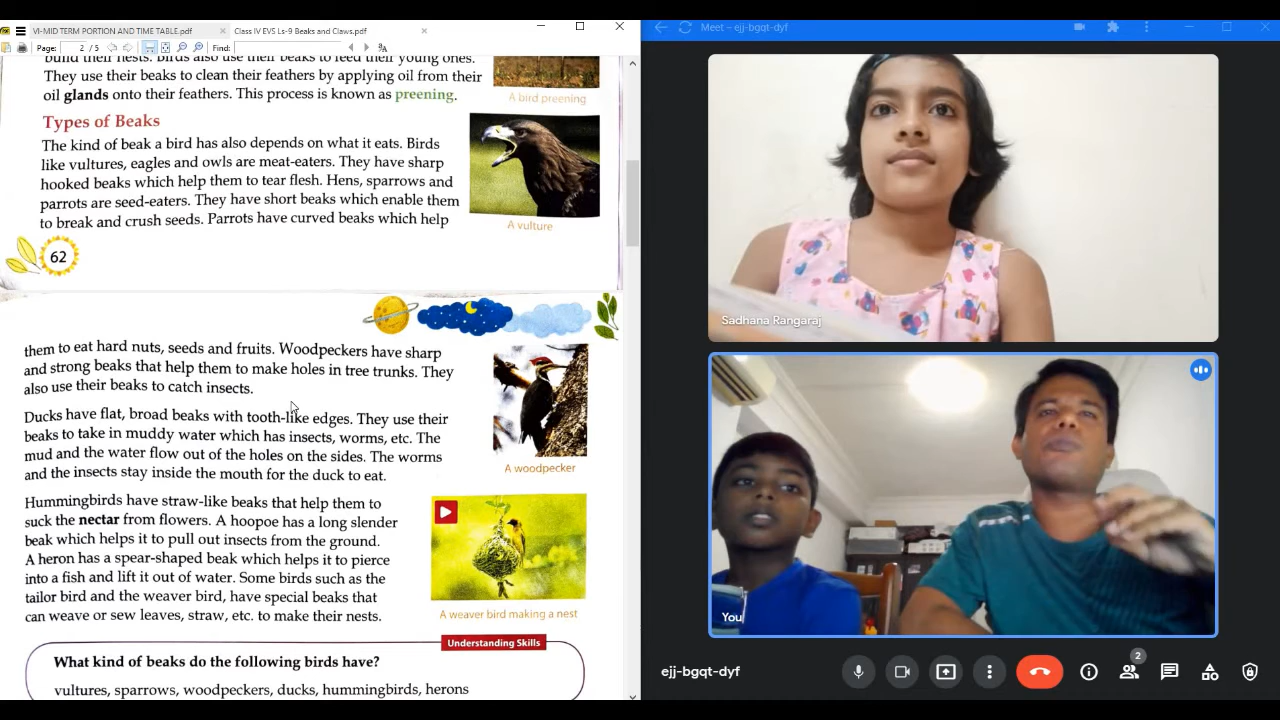 VI-MID TERM PORTION AND TIME TABLE.pdf
Class IV EVS Ls-9 Beaks and Claws.pdf
Page: 2 / 5
Find:
Meet – ejj-bgqt-dyf
build their nests. Birds also use their beaks to feed their young ones.
They use their beaks to clean their feathers by applying oil from their
oil glands onto their feathers. This process is known as preening.
A bird preening
Types of Beaks
The kind of beak a bird has also depends on what it eats. Birds
like vultures, eagles and owls are meat-eaters. They have sharp
hooked beaks which help them to tear flesh. Hens, sparrows and
parrots are seed-eaters. They have short beaks which enable them
to break and crush seeds. Parrots have curved beaks which help
A vulture
62
them to eat hard nuts, seeds and fruits. Woodpeckers have sharp
and strong beaks that help them to make holes in tree trunks. They
also use their beaks to catch insects.
Ducks have flat, broad beaks with tooth-like edges. They use their
beaks to take in muddy water which has insects, worms, etc. The
mud and the water flow out of the holes on the sides. The worms
and the insects stay inside the mouth for the duck to eat.
A woodpecker
Hummingbirds have straw-like beaks that help them to
suck the nectar from flowers. A hoopoe has a long slender
beak which helps it to pull out insects from the ground.
A heron has a spear-shaped beak which helps it to pierce
into a fish and lift it out of water. Some birds such as the
tailor bird and the weaver bird, have special beaks that
can weave or sew leaves, straw, etc. to make their nests.
A weaver bird making a nest
Understanding Skills
What kind of beaks do the following birds have?
vultures, sparrows, woodpeckers, ducks, hummingbirds, herons
Sadhana Rangaraj
You
ejj-bgqt-dyf
2